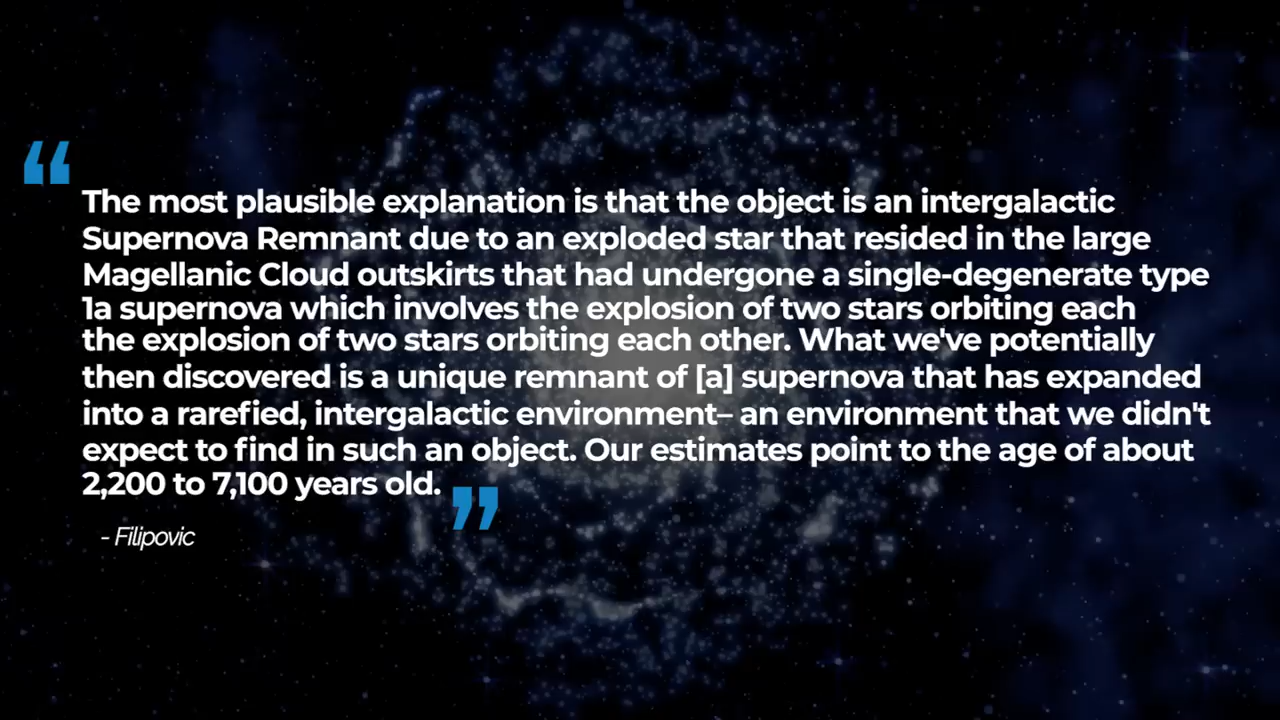 “
The most plausible explanation is that the object is an intergalactic
Supernova Remnant due to an exploded star that resided in the large
Magellanic Cloud outskirts that had undergone a single-degenerate type
1a supernova which involves the explosion of two stars orbiting each
the explosion of two stars orbiting each other. What we've potentially
then discovered is a unique remnant of [a] supernova that has expanded
into a rarefied, intergalactic environment– an environment that we didn't
expect to find in such an object. Our estimates point to the age of about
2,200 to 7,100 years old. ”
- Filipovic